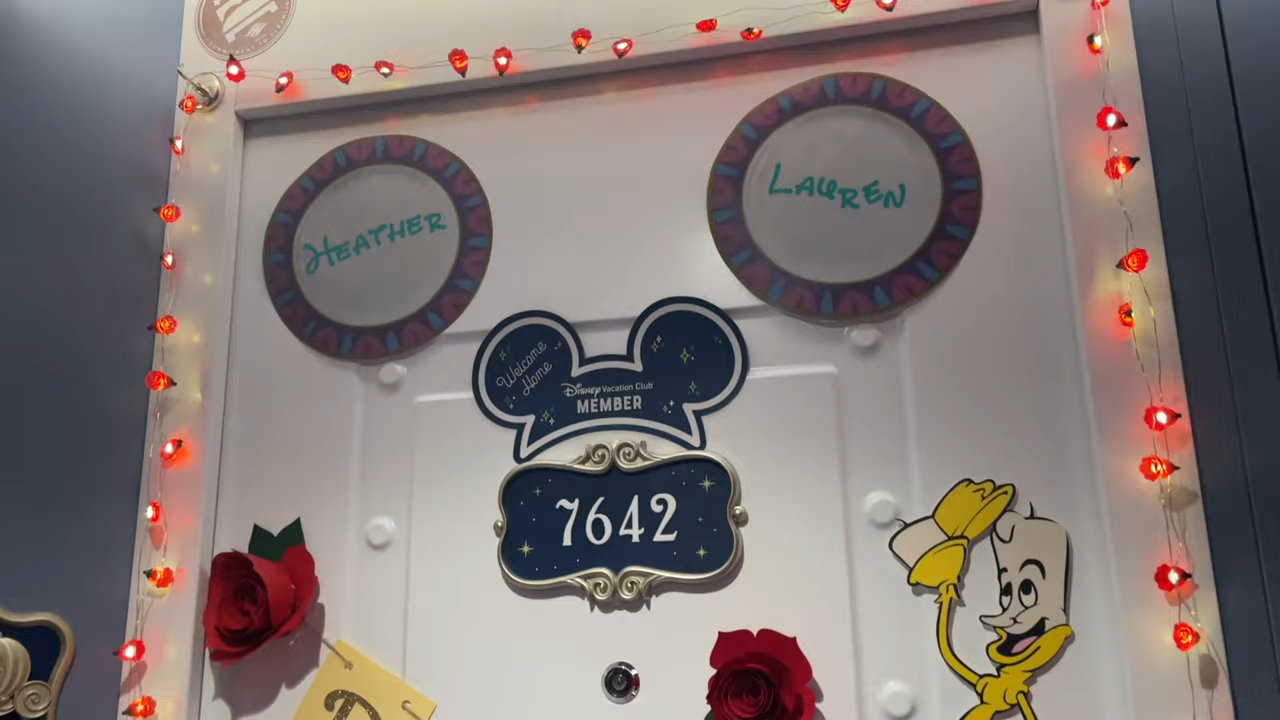 HEATHER
LAUREN
Welcome
Home
Disney Vacation Club
MEMBER
7642